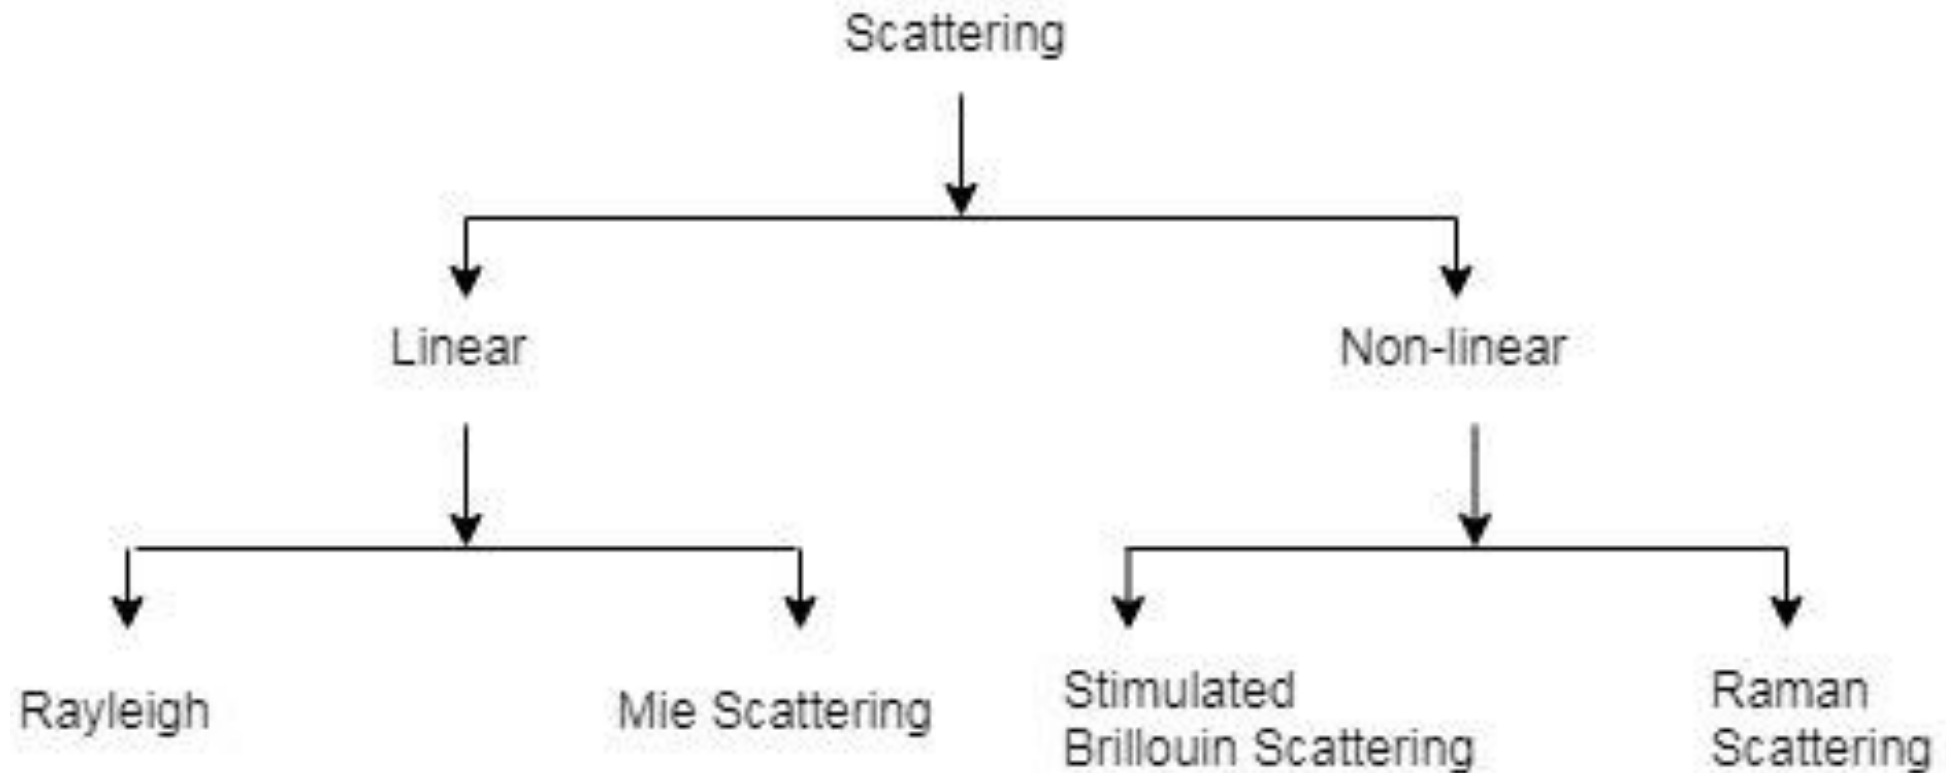 Scattering
Linear
Non-linear
Rayleigh
Mie Scattering
Stimulated
Brillouin Scattering
Raman
Scattering